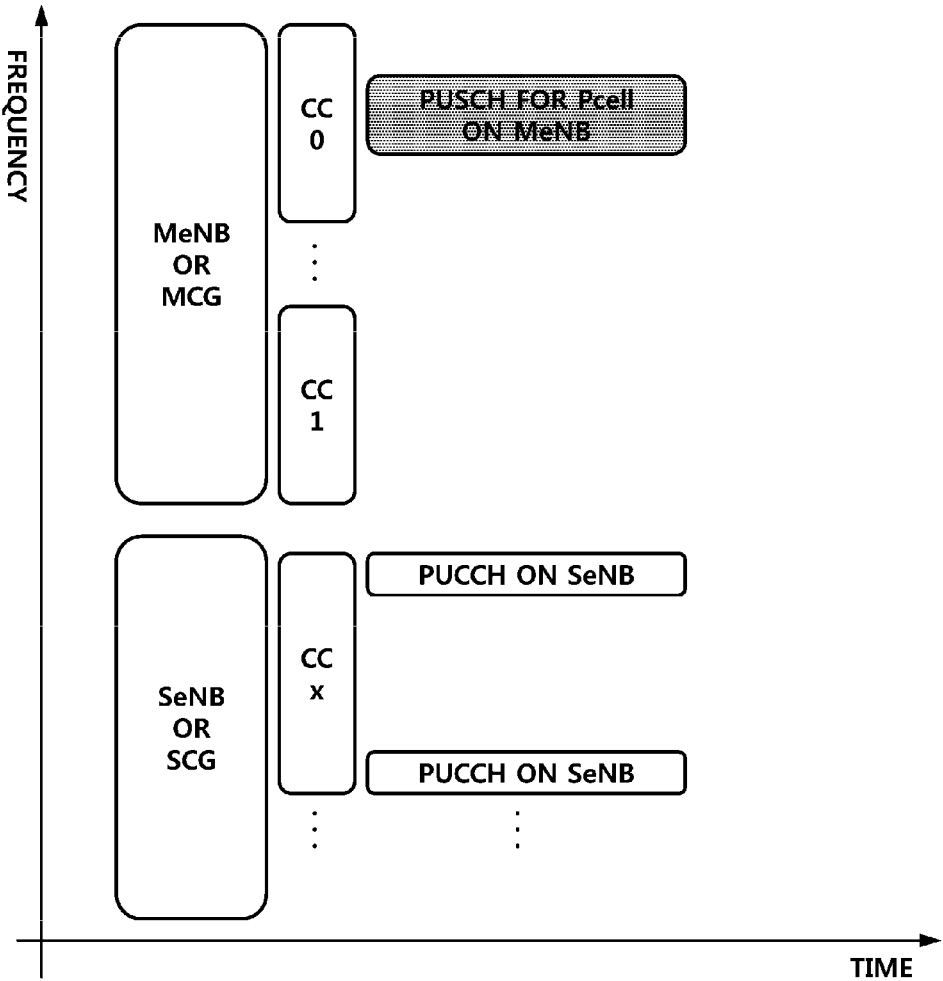 FREQUENCY
MeNB
OR
MCG
CC
0
PUSCH FOR Pcell
ON MeNB
CC
1
SeNB
OR
SCG
CC
x
PUCCH ON SeNB
PUCCH ON SeNB
TIME